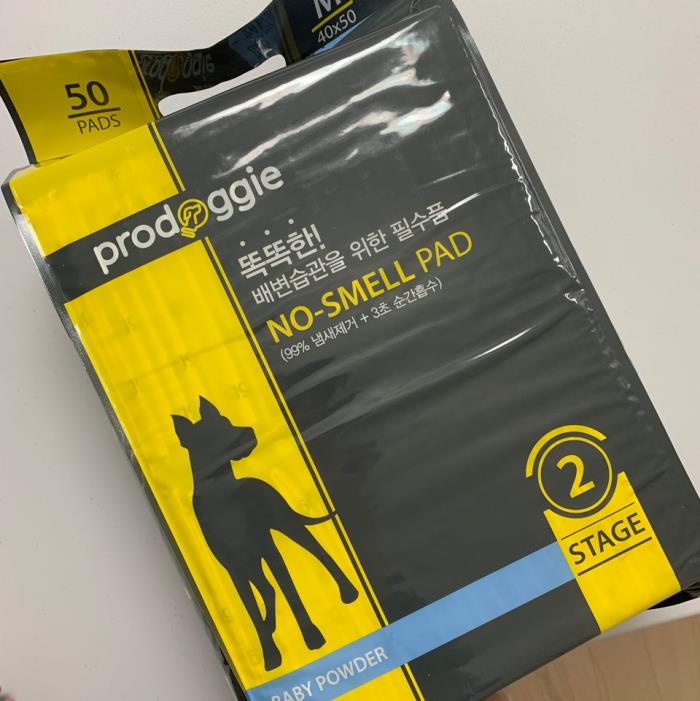 M
40x50
50
PADS
prodoggie
똑똑한!
배변습관을 위한 필수품
NO-SMELL PAD
(99% 냄새제거 + 3초 순간흡수)
2
STAGE
BABY POWDER